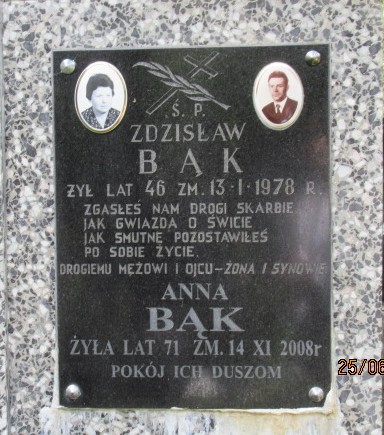 Ś. P.
ZDZISŁAW
BĄK
ŻYŁ LAT 46 ZM. 13·I·1978 R.
ZGASŁEŚ NAM DROGI SKARBIE
JAK GWIAZDA O ŚWICIE
JAK SMUTNE POZOSTAWIŁEŚ
PO SOBIE ŻYCIE.
DROGIEMU MĘŻOWI I OJCU-ŻONA I SYNOWIE
ANNA
BĄK
ŻYŁA LAT 71 ZM. 14 XI 2008r
POKÓJ ICH DUSZOM
25/06